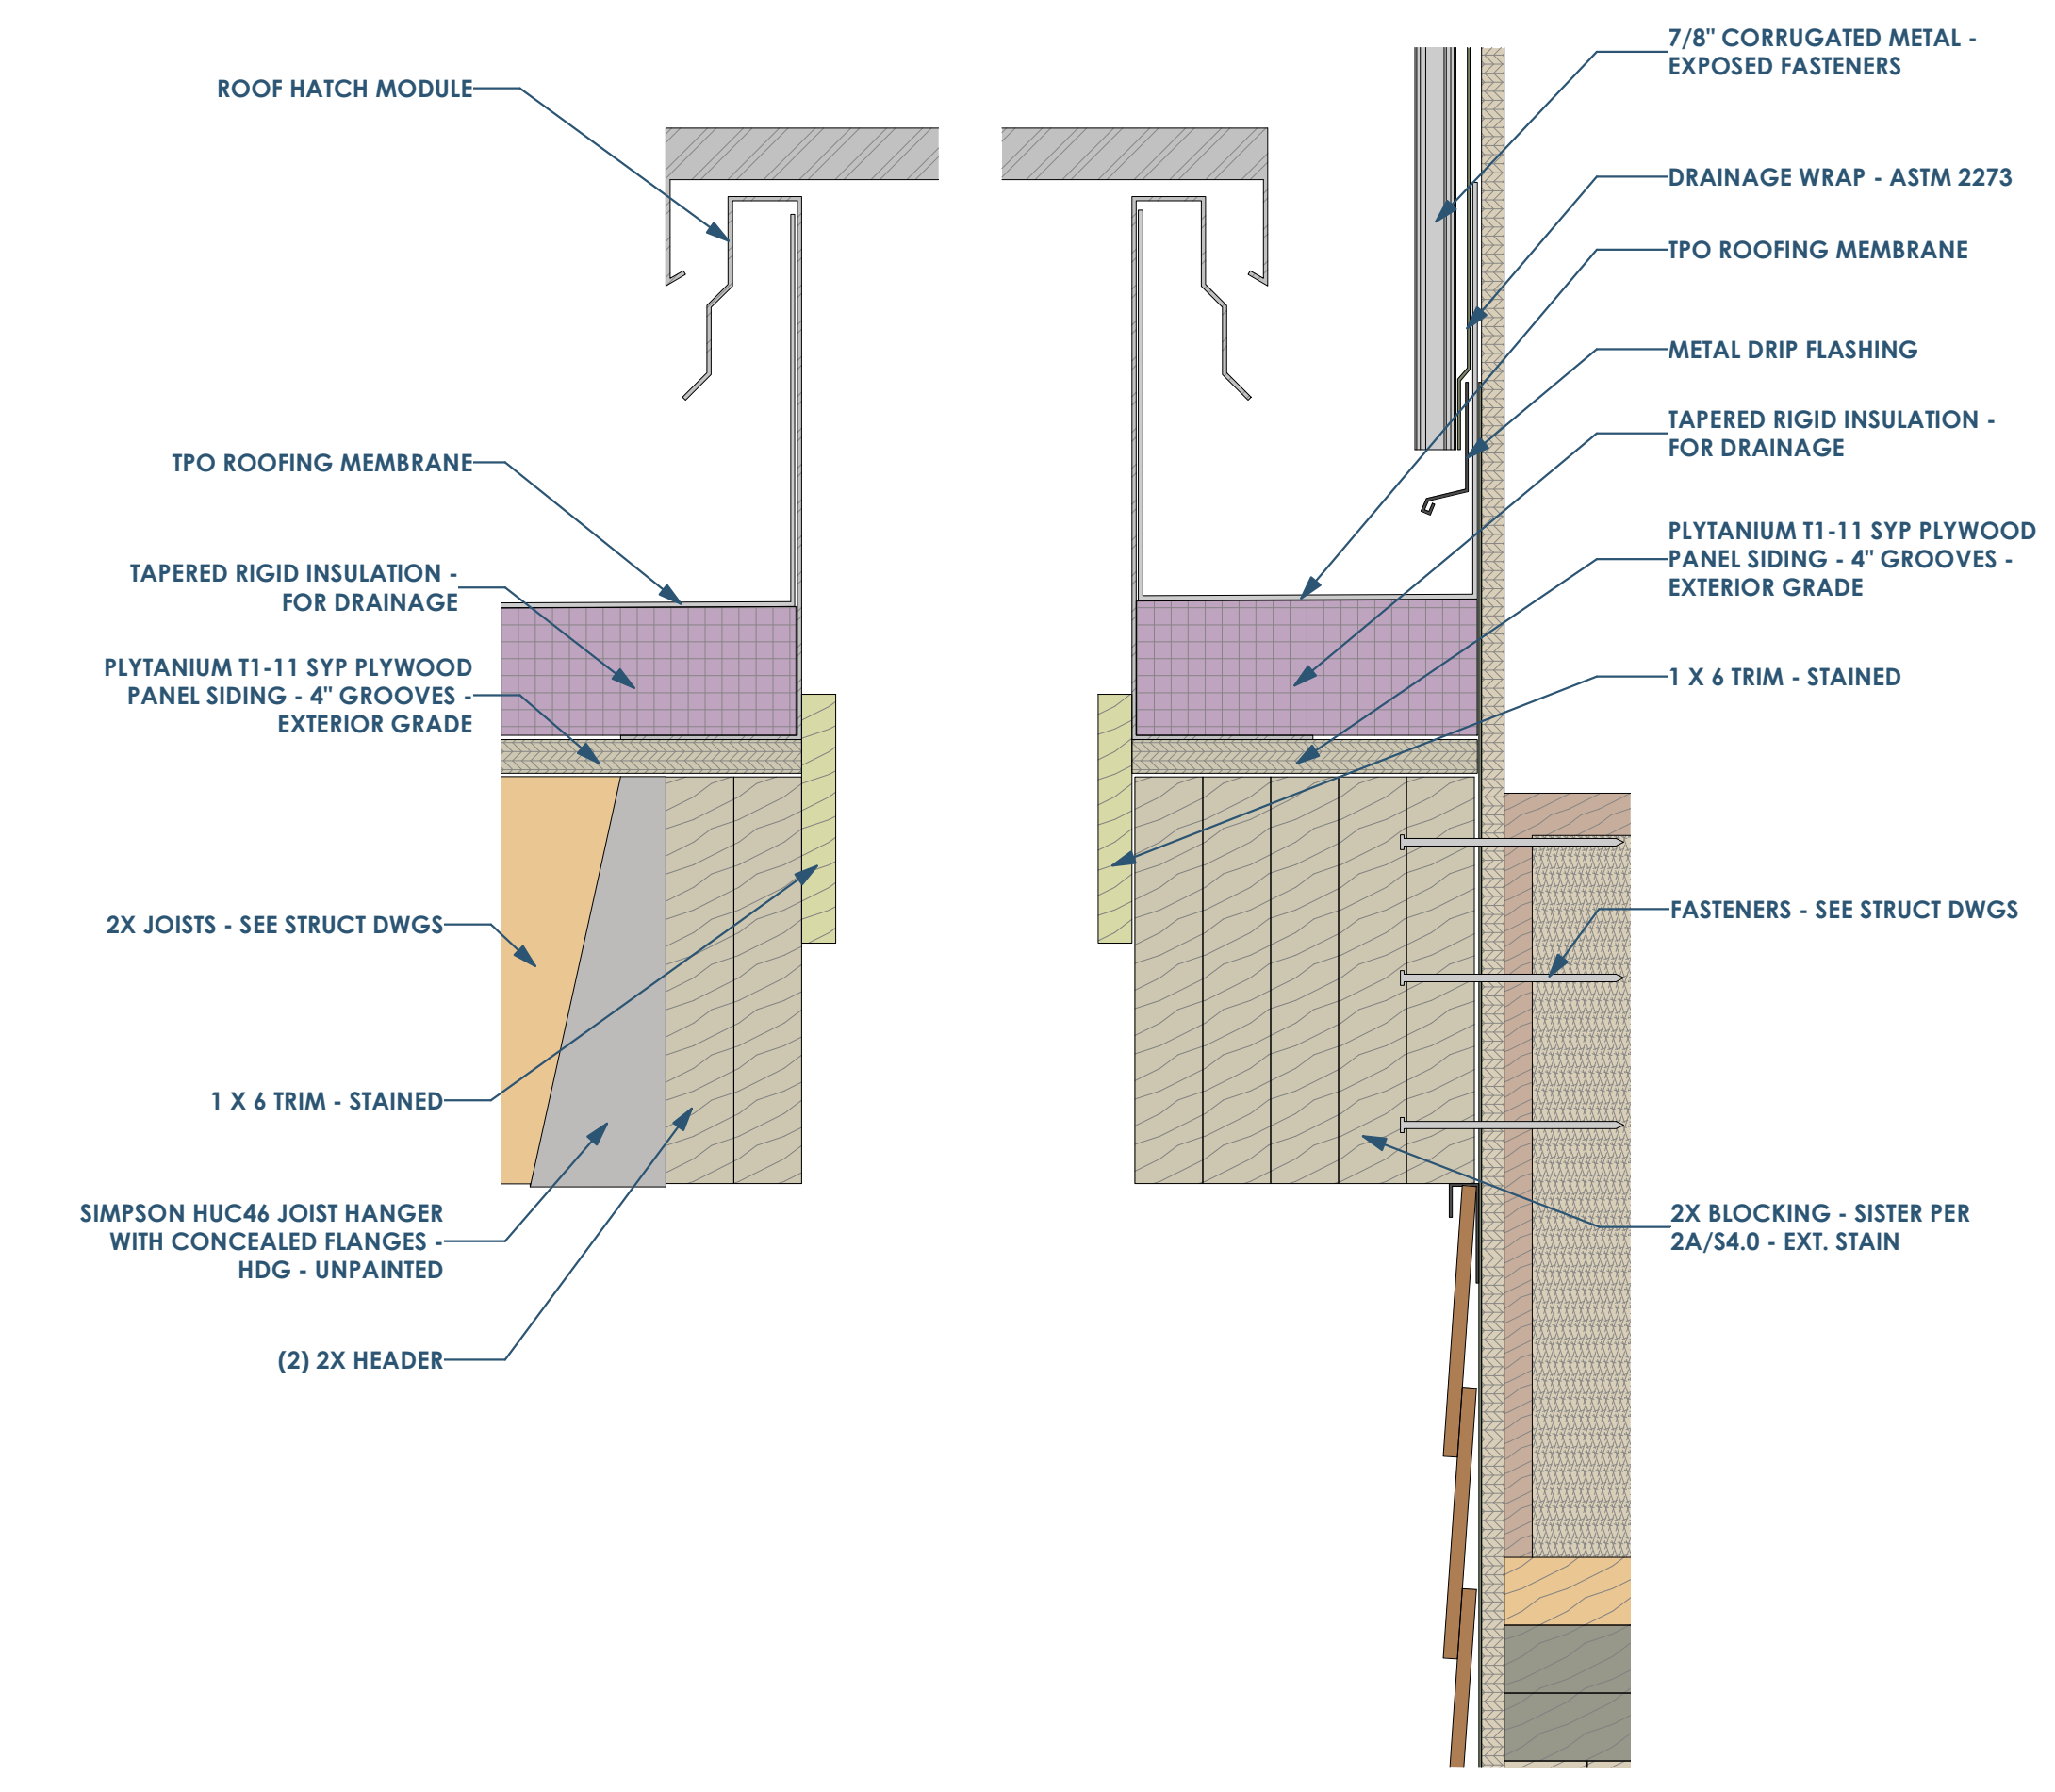 ROOF HATCH MODULE
TPO ROOFING MEMBRANE
TAPERED RIGID INSULATION -
FOR DRAINAGE
PLYTANIUM T1-11 SYP PLYWOOD
PANEL SIDING - 4" GROOVES -
EXTERIOR GRADE
2X JOISTS - SEE STRUCT DWGS
1 X 6 TRIM - STAINED
SIMPSON HUC46 JOIST HANGER
WITH CONCEALED FLANGES -
HDG - UNPAINTED
(2) 2X HEADER
7/8" CORRUGATED METAL -
EXPOSED FASTENERS
DRAINAGE WRAP - ASTM 2273
TPO ROOFING MEMBRANE
METAL DRIP FLASHING
TAPERED RIGID INSULATION -
FOR DRAINAGE
PLYTANIUM T1-11 SYP PLYWOOD
PANEL SIDING - 4" GROOVES -
EXTERIOR GRADE
1 X 6 TRIM - STAINED
FASTENERS - SEE STRUCT DWGS
2X BLOCKING - SISTER PER
2A/S4.0 - EXT. STAIN